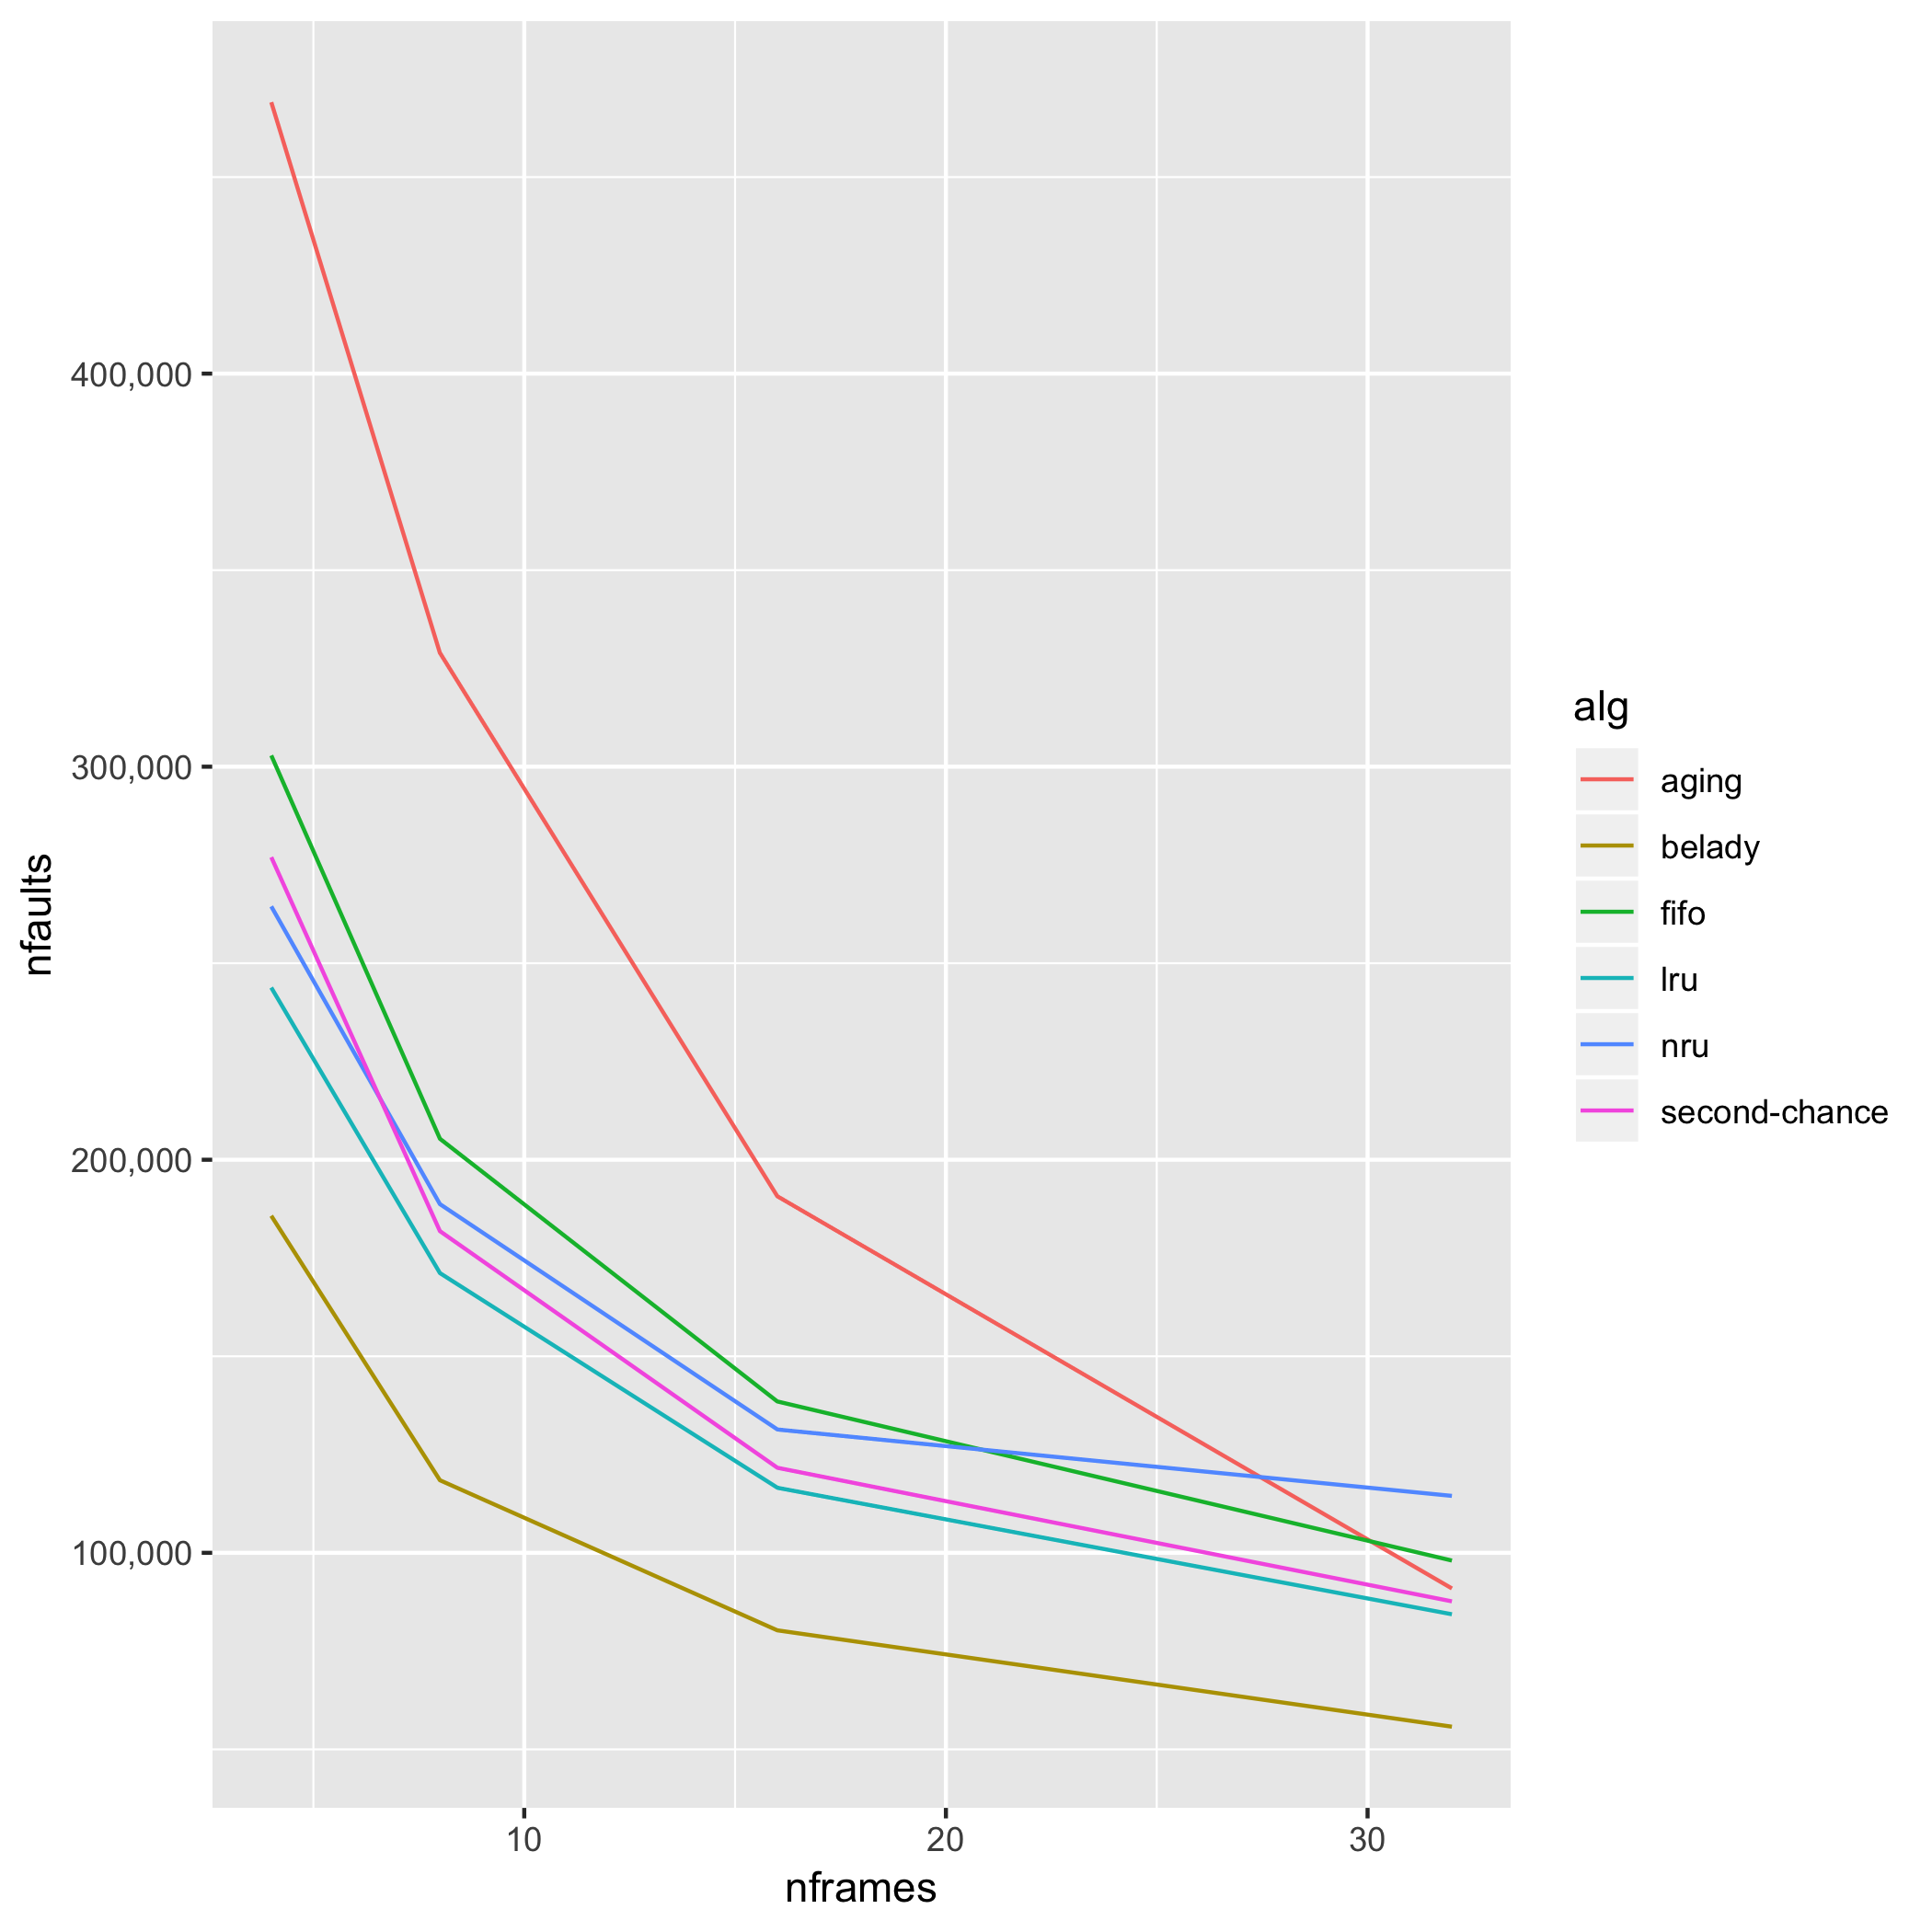 400,000
300,000
200,000
100,000
nfaults
10
20
30
nframes
alg
aging
belady
fifo
lru
nru
second-chance